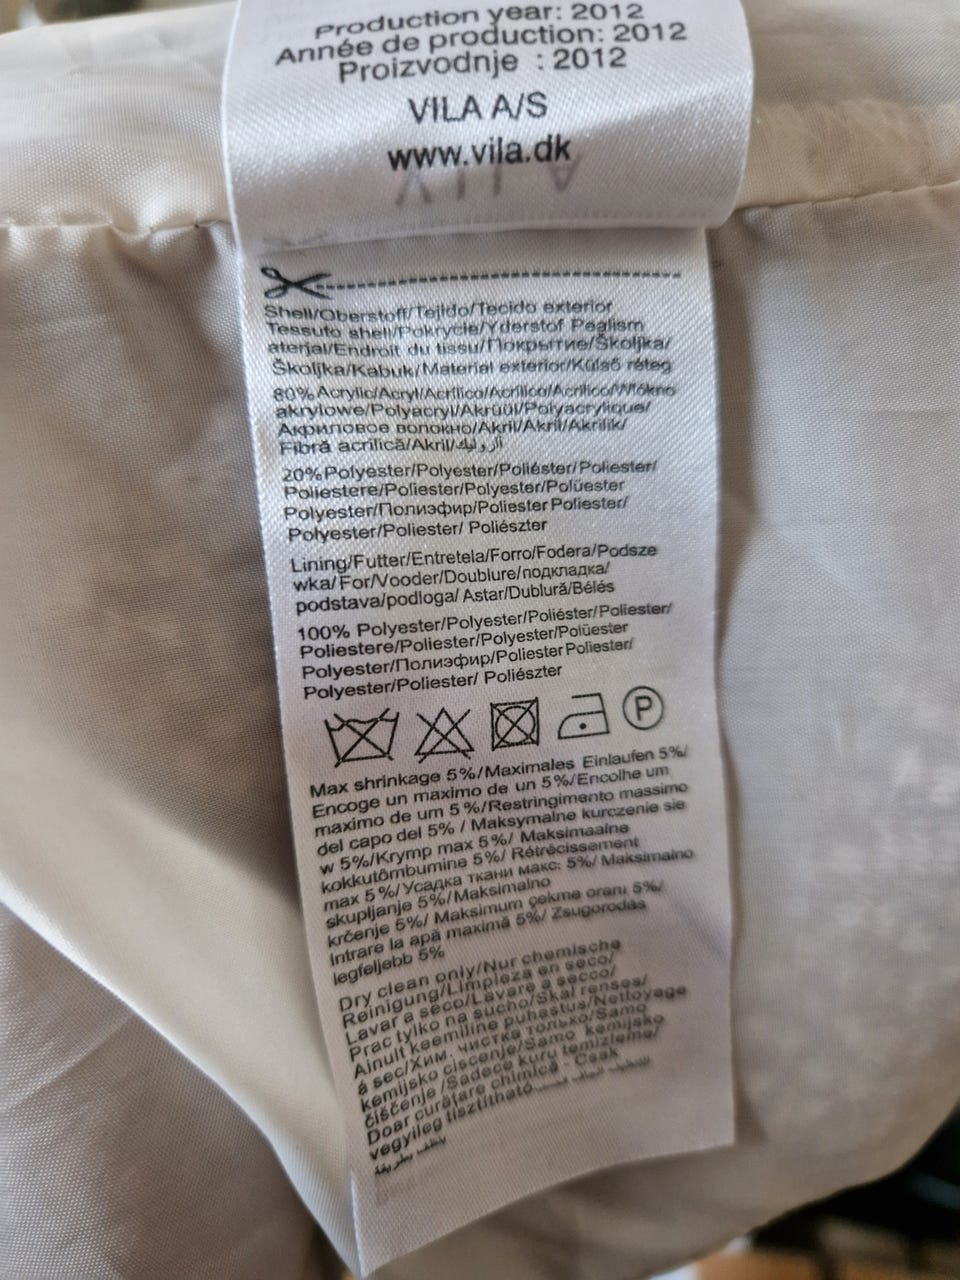 Production year: 2012
Année de production: 2012
Proizvodnje : 2012
VILA A/S
www.vila.dk
Shell/Oberstoff/Tejido/Tecido exterior
Tessuto shell/Pokrycie/Yderstof Pealism
aterjal/Endroit du tissu/Покрытие/Školjka/
Školjka/Kabuk/Material exterior/Külső réteg
80% Acrylic/Acryl/Acrílico/Acrílico/Acrilico/Włókno
akrylowe/Polyacryl/Akrüül/Polyacrylique/
Акриловое волокно/Akril/Akril/Akrilik/
Fibră acrilică/Akril/أكريليك
20% Polyester/Polyester/Poliéster/Poliester/
Poliestere/Poliester/Polyester/Polüester
Polyester/Полиэфир/Poliester Poliester/
Polyester/Poliester/ Poliészter
Lining/Futter/Entretela/Forro/Fodera/Podsze
wka/For/Vooder/Doublure/подкладка/
podstava/podloga/ Astar/Dublură/Bélés
100% Polyester/Polyester/Poliéster/Poliester/
Poliestere/Poliester/Polyester/Polüester
Polyester/Полиэфир/Poliester Poliester/
Polyester/Poliester/ Poliészter
P
Max shrinkage 5%/Maximales Einlaufen 5%/
Encoge un maximo de un 5%/Encolhe um
maximo de um 5%/Restringimento massimo
del capo del 5% / Maksymalne kurczenie sie
w 5%/Krymp max 5%/ Maksimaalne
kokkutõmbumine 5%/ Rétrécissement
max 5%/Усадка ткани макс: 5%/ Maksimalno
skupljanje 5%/Maksimalno
krčenje 5%/ Maksimum çekme oranı 5%/
Intrare la apă maximă 5%/ Zsugorodás
legfeljebb 5%
Dry clean only/Nur chemische
Reinigung/Limpieza en seco/
Lavar a seco/Lavare a secco/
Prac tylko na sucho/Skal renses/
Ainult keemiline puhastus/Nettoyage
á sec/Хим. чистка только/Samo
kemijsko ciscenje/Samo kemijsko
čiščenje /Sadece kuru temizleme/
Doar curăţare chimică - Csak
vegyileg tisztítható